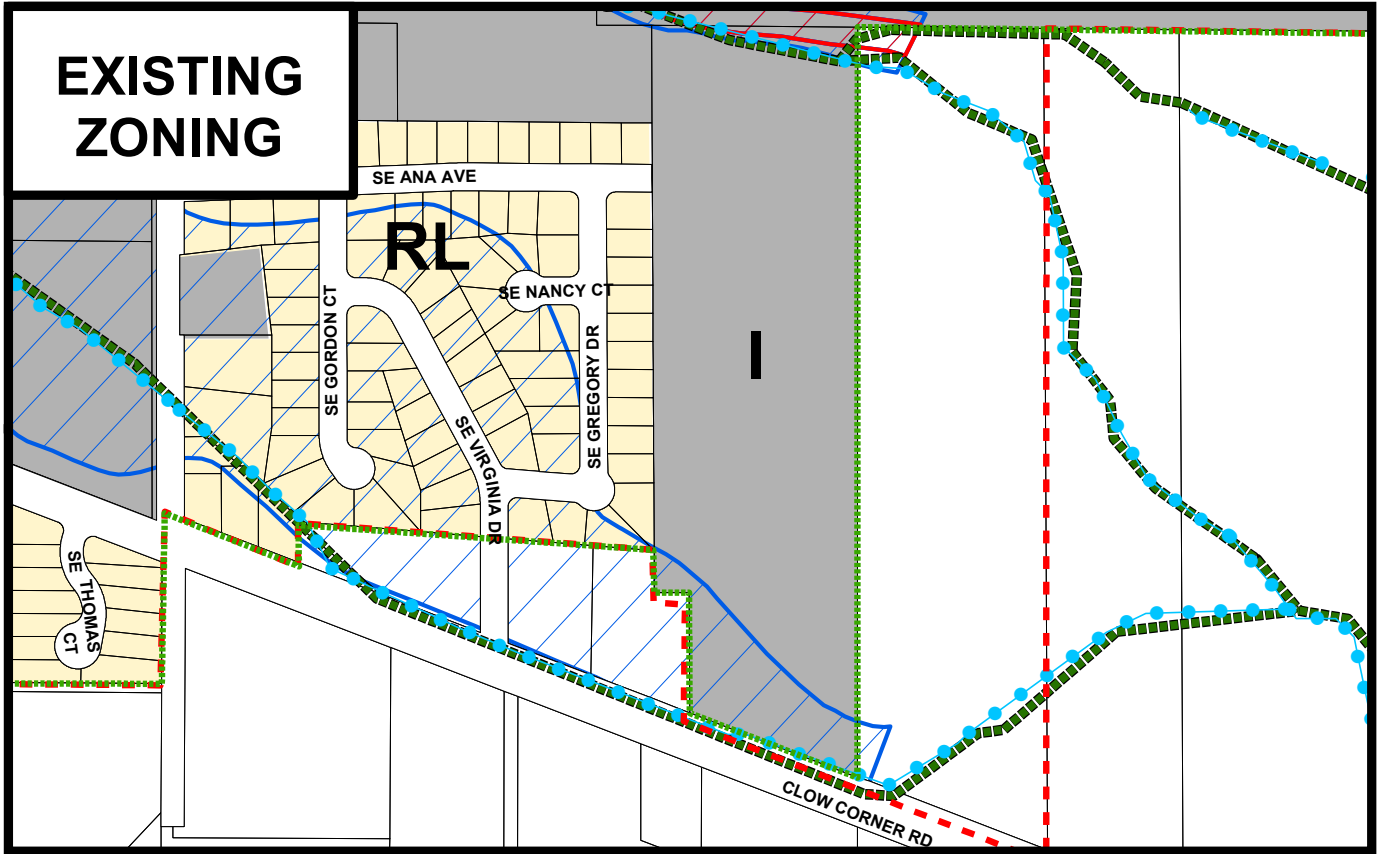 EXISTING
ZONING
SE ANA AVE
RL
SE NANCY CT
SE GORDON CT
SE GREGORY DR
I
SE VIRGINIA DR
SE THOMAS
CT
CLOW CORNER RD